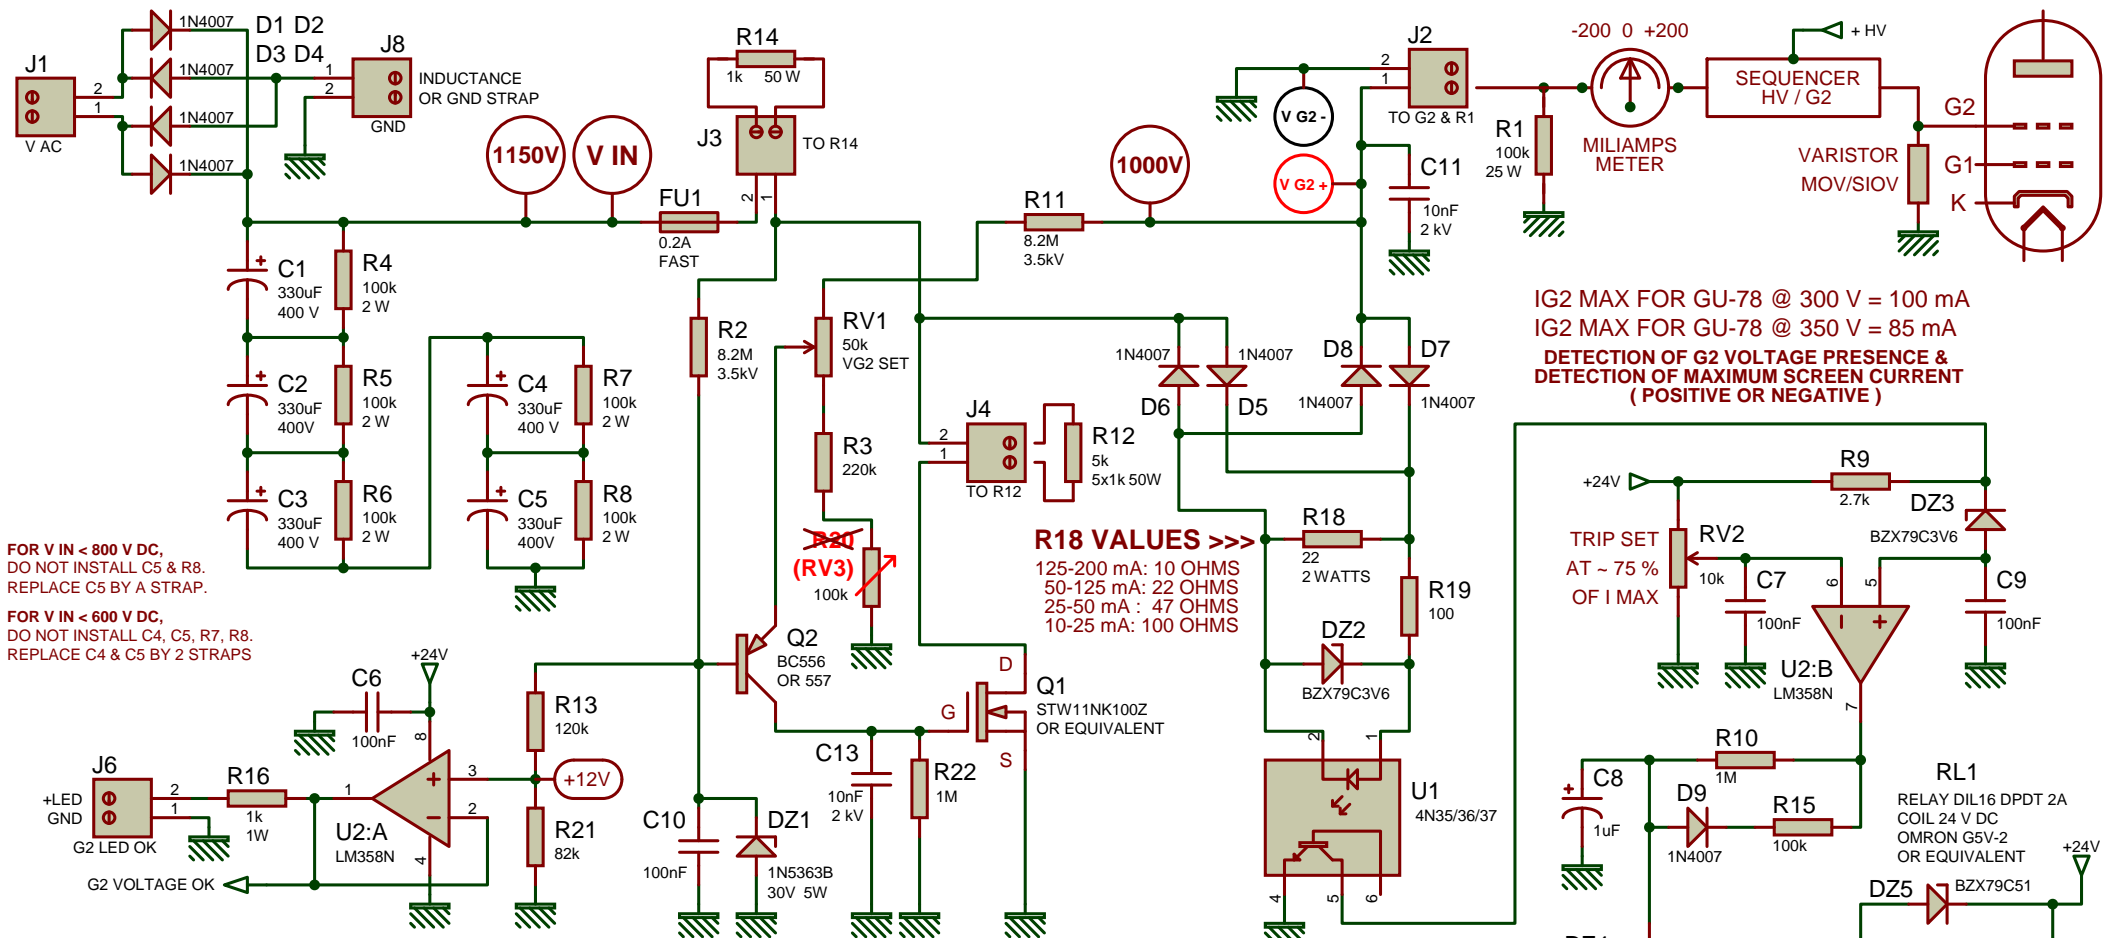 1N4007
D1 D2
D3 D4
1N4007
1N4007
1N4007
J1
2
1
V AC
J8
1
2
INDUCTANCE
OR GND STRAP
GND
1150V
V IN
R14
1k
50 W
J3
TO R14
2
1
FU1
0.2A
FAST
R11
8.2M
3.5kV
1000V
V G2 -
V G2 +
J2
2
1
TO G2 & R1
C11
10nF
2 kV
R1
100k
25 W
-200 0 +200
MILIAMPS
METER
+ HV
SEQUENCER
HV / G2
VARISTOR
MOV/SIOV
G2
G1
K
C1
330uF
400 V
R4
100k
2 W
C2
330uF
400V
R5
100k
2 W
C3
330uF
400 V
R6
100k
2 W
C4
330uF
400 V
R7
100k
2 W
C5
330uF
400V
R8
100k
2 W
R2
8.2M
3.5kV
RV1
50k
VG2 SET
R3
220k
R20
(RV3)
100k
J4
2
1
TO R12
R12
5k
5x1k 50W
1N4007
1N4007
D6
D5
D8
D7
1N4007
1N4007
IG2 MAX FOR GU-78 @ 300 V = 100 mA
IG2 MAX FOR GU-78 @ 350 V = 85 mA
DETECTION OF G2 VOLTAGE PRESENCE &
DETECTION OF MAXIMUM SCREEN CURRENT
( POSITIVE OR NEGATIVE )
FOR V IN < 800 V DC,
DO NOT INSTALL C5 & R8.
REPLACE C5 BY A STRAP.
FOR V IN < 600 V DC,
DO NOT INSTALL C4, C5, R7, R8.
REPLACE C4 & C5 BY 2 STRAPS
R18 VALUES >>>
125-200 mA: 10 OHMS
50-125 mA: 22 OHMS
25-50 mA : 47 OHMS
10-25 mA: 100 OHMS
R18
22
2 WATTS
R19
100
DZ2
BZX79C3V6
+24V
R9
2.7k
DZ3
BZX79C3V6
TRIP SET
AT ~ 75 %
OF I MAX
RV2
10k
C7
100nF
6
5
C9
100nF
U2:B
LM358N
7
+24V
C6
100nF
8
J6
+LED
GND
2
1
G2 LED OK
R16
1k
1W
1
U2:A
LM358N
3
2
4
G2 VOLTAGE OK
R13
120k
+12V
R21
82k
Q2
BC556
OR 557
C10
100nF
DZ1
1N5363B
30V 5W
C13
10nF
2 kV
R22
1M
D
G
S
Q1
STW11NK100Z
OR EQUIVALENT
2
1
U1
4N35/36/37
4
5
6
R10
1M
C8
1uF
D9
1N4007
R15
100k
RL1
RELAY DIL16 DPDT 2A
COIL 24 V DC
OMRON G5V-2
OR EQUIVALENT
+24V
DZ5
BZX79C51